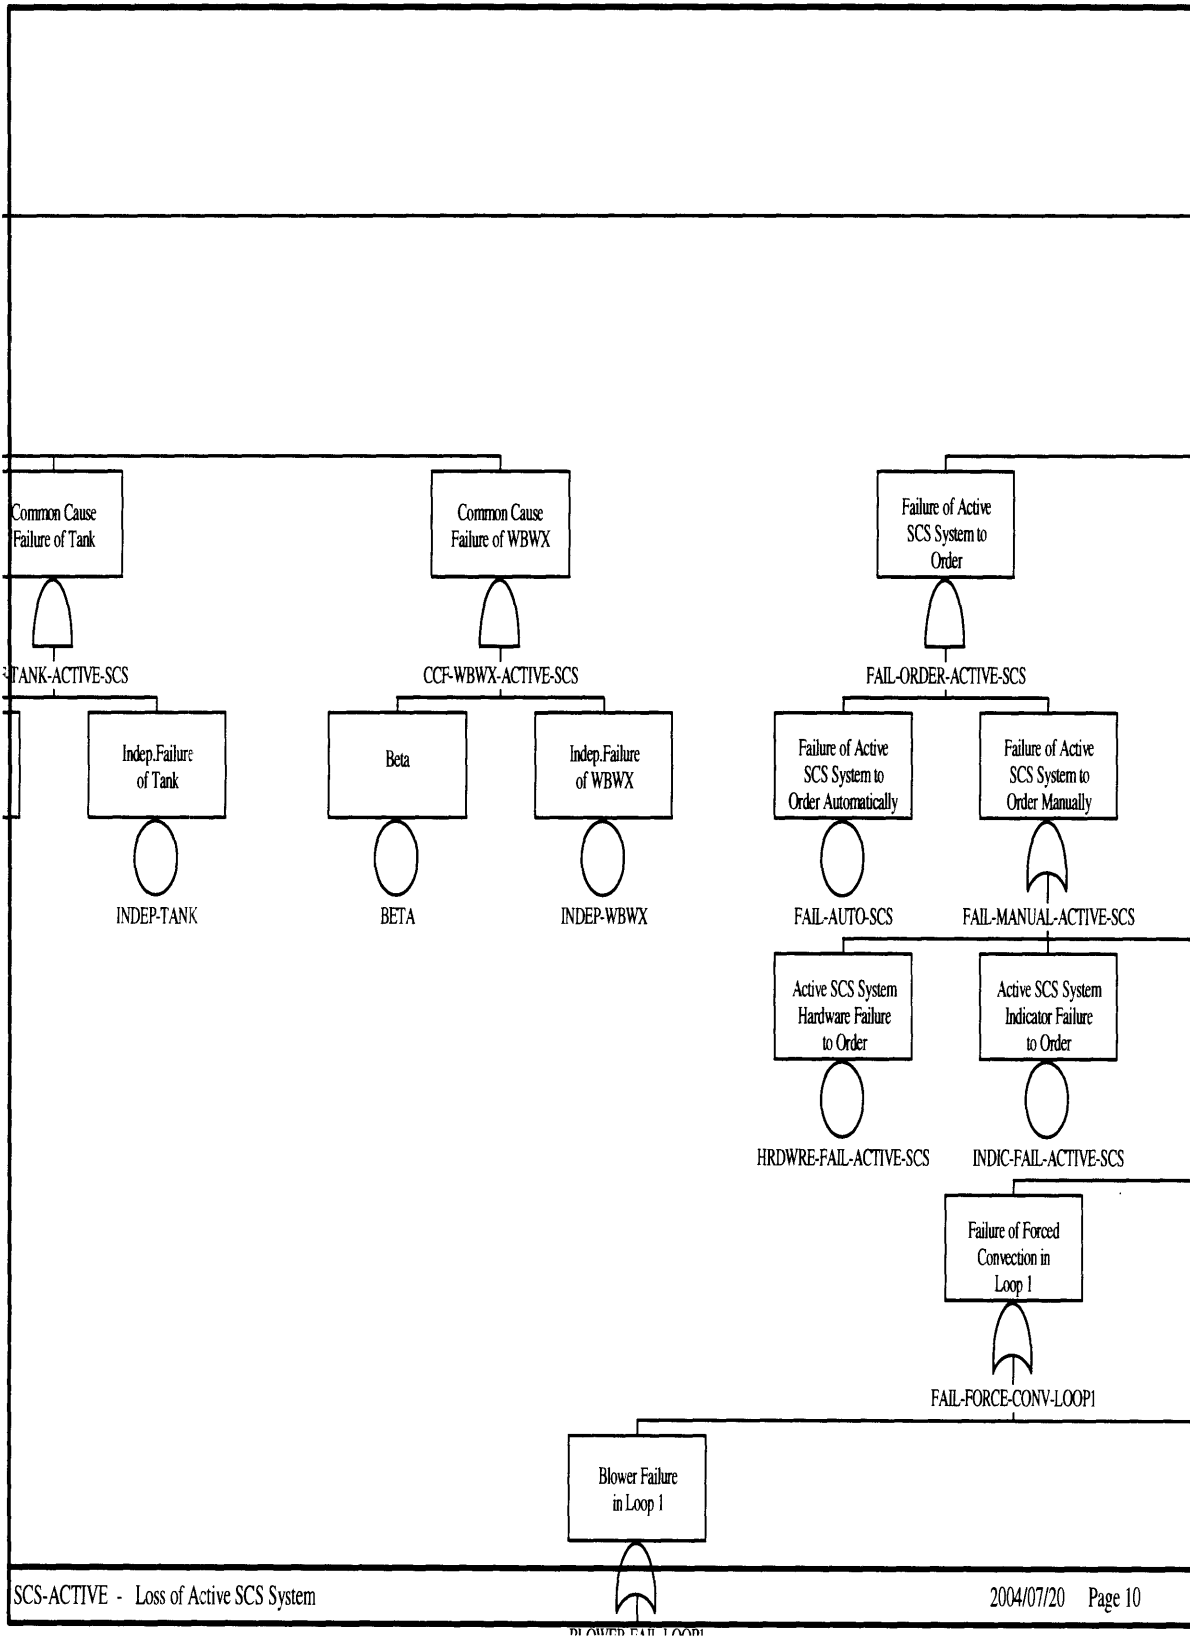 Common Cause
Failure of Tank
Common Cause
Failure of WBWX
Failure of Active
SCS System to
Order
TANK-ACTIVE-SCS
CCF-WBWX-ACTIVE-SCS
FAIL-ORDER-ACTIVE-SCS
Indep.Failure
of Tank
Beta
Indep.Failure
of WBWX
Failure of Active
SCS System to
Order Automatically
Failure of Active
SCS System to
Order Manually
INDEP-TANK
BETA
INDEP-WBWX
FAIL-AUTO-SCS
FAIL-MANUAL-ACTIVE-SCS
Active SCS System
Hardware Failure
to Order
Active SCS System
Indicator Failure
to Order
HRDWRE-FAIL-ACTIVE-SCS
INDIC-FAIL-ACTIVE-SCS
Failure of Forced
Convection in
Loop 1
FAIL-FORCE-CONV-LOOP1
Blower Failure
in Loop 1
SCS-ACTIVE - Loss of Active SCS System
2004/07/20 Page 10
BLOWER-FAIL-LOOP1